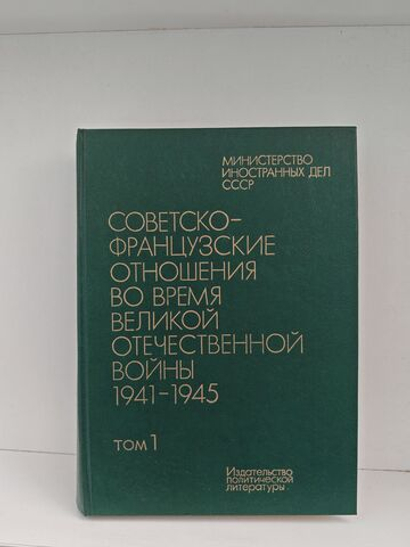 МИНИСТЕРСТВО
ИНОСТРАННЫХ ДЕЛ
СССР
СОВЕТСКО-
ФРАНЦУЗСКИЕ
ОТНОШЕНИЯ
ВО ВРЕМЯ
ВЕЛИКОЙ
ОТЕЧЕСТВЕННОЙ
ВОЙНЫ
1941-1945
ТОМ 1
Издательство
политической
литературы